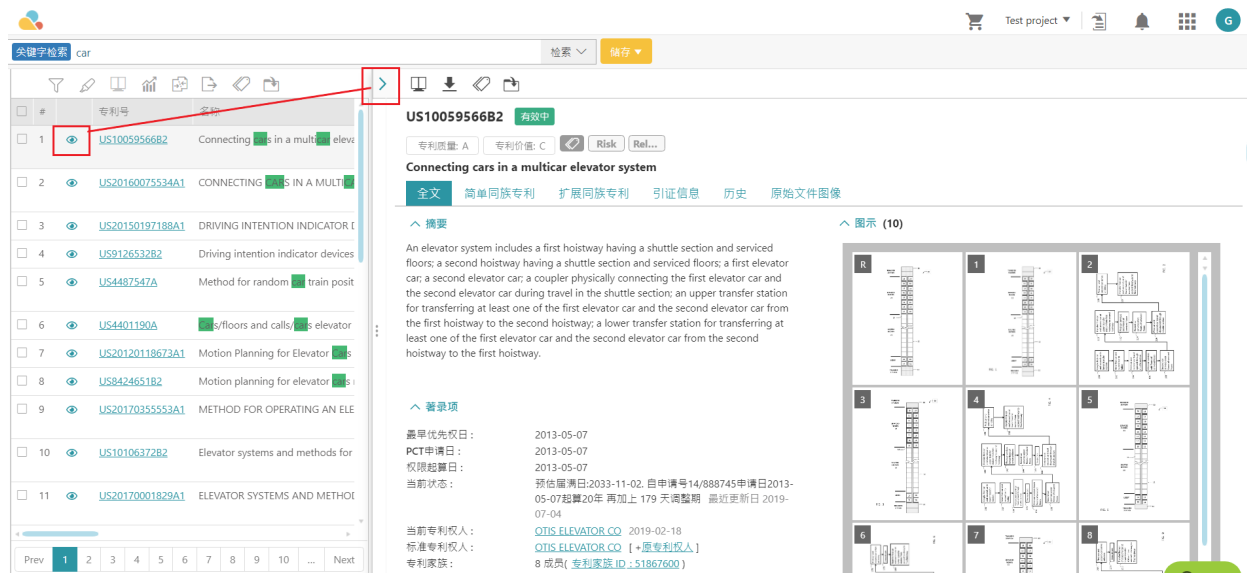 Test project ▼
G
关键字检索 car
检索
储存 ▼
# 专利号 名称
1 US10059566B2 Connecting cars in a multicar eleva
2 US20160075534A1 CONNECTING CARS IN A MULTICA
3 US20150197188A1 DRIVING INTENTION INDICATOR D
4 US9126532B2 Driving intention indicator devices
5 US4487547A Method for random car train posit
6 US4401190A Cars/floors and calls/cars elevator
7 US20120118673A1 Motion Planning for Elevator Cars
8 US8424651B2 Motion planning for elevator cars
9 US20170355553A1 METHOD FOR OPERATING AN ELE
10 US10106372B2 Elevator systems and methods for
11 US20170001829A1 ELEVATOR SYSTEMS AND METHOD
Prev 1 2 3 4 5 6 7 8 9 10 ... Next
US10059566B2 有效中
专利质量: A 专利价值: C Risk Rel...
Connecting cars in a multicar elevator system
全文 简单同族专利 扩展同族专利 引证信息 历史 原始文件图像
摘要
An elevator system includes a first hoistway having a shuttle section and serviced
floors; a second hoistway having a shuttle section and serviced floors; a first elevator
car; a second elevator car; a coupler physically connecting the first elevator car and
the second elevator car during travel in the shuttle section; an upper transfer station
for transferring at least one of the first elevator car and the second elevator car from
the first hoistway to the second hoistway; a lower transfer station for transferring at
least one of the first elevator car and the second elevator car from the second
hoistway to the first hoistway.
著录项
最早优先权日： 2013-05-07
PCT申请日： 2013-05-07
权限起算日： 2013-05-07
当前状态： 预估届满日:2033-11-02. 自申请号14/888745申请日2013-
05-07起算20年 再加上 179 天调整期 最近更新日 2019-
07-04
当前专利权人： OTIS ELEVATOR CO 2019-02-18
标准专利权人： OTIS ELEVATOR CO [ +原专利权人 ]
专利家族： 8 成员( 专利家族 ID : 51867600 )
图示 (10)
R 1 2
3 4 5
6 7 8